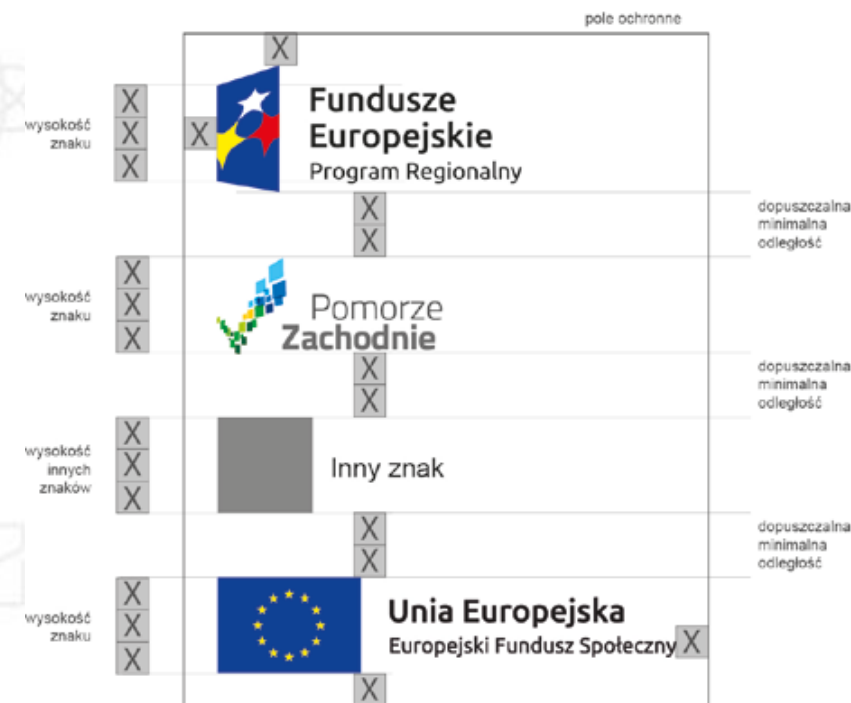 pole ochronne
X
X
wysokość
znaku
X
X
X
Fundusze
Europejskie
Program Regionalny
X
X
dopuszczalna
minimalna
odległość
X
wysokość
znaku
X
X
Pomorze
Zachodnie
X
X
dopuszczalna
minimalna
odległość
X
wysokość
innych
znaków
X
X
Inny znak
X
X
dopuszczalna
minimalna
odległość
X
wysokość
znaku
X
X
Unia Europejska
Europejski Fundusz Społeczny X
X